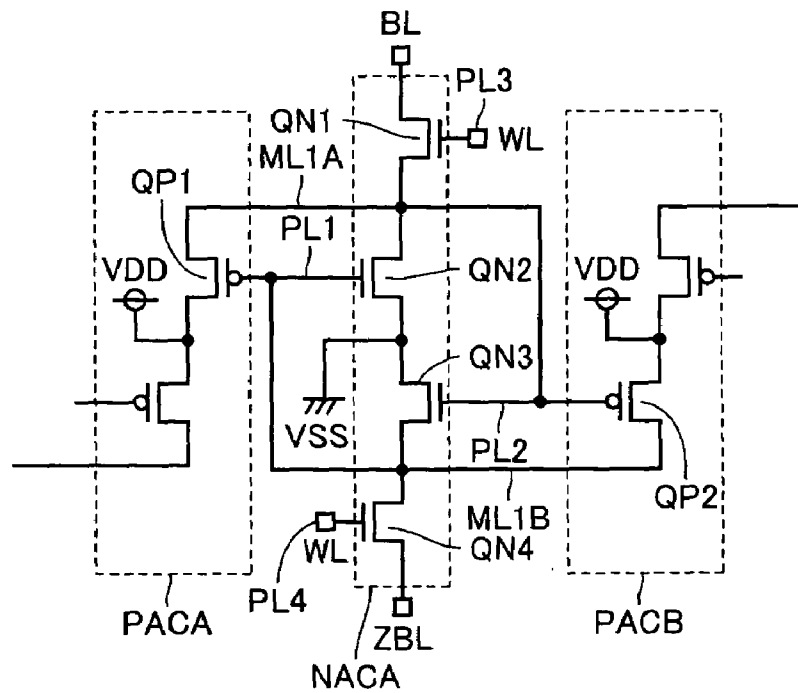 BL
PL3
QN1
WL
ML1A
QP1
PL1
VDD
QN2
VDD
QN3
VSS
PL2
QP2
ML1B
WL
QN4
PL4
PACA
ZBL
PACB
NACA